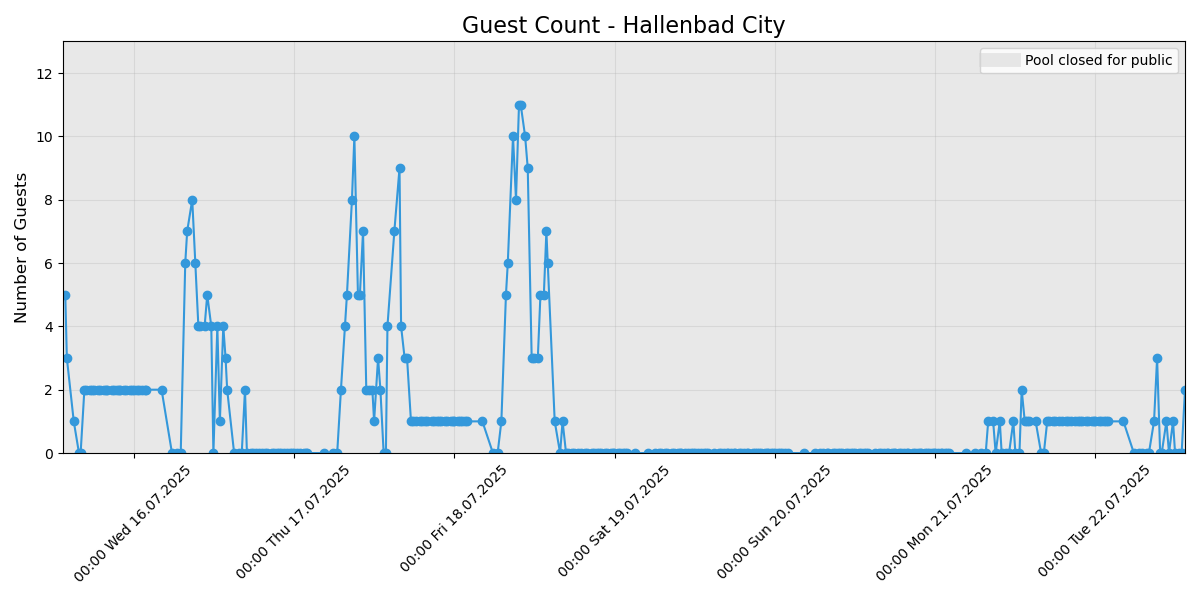 Guest Count - Hallenbad City
Pool closed for public
Number of Guests
12
10
8
6
4
2
0
00:00 Wed 16.07.2025
00:00 Thu 17.07.2025
00:00 Fri 18.07.2025
00:00 Sat 19.07.2025
00:00 Sun 20.07.2025
00:00 Mon 21.07.2025
00:00 Tue 22.07.2025